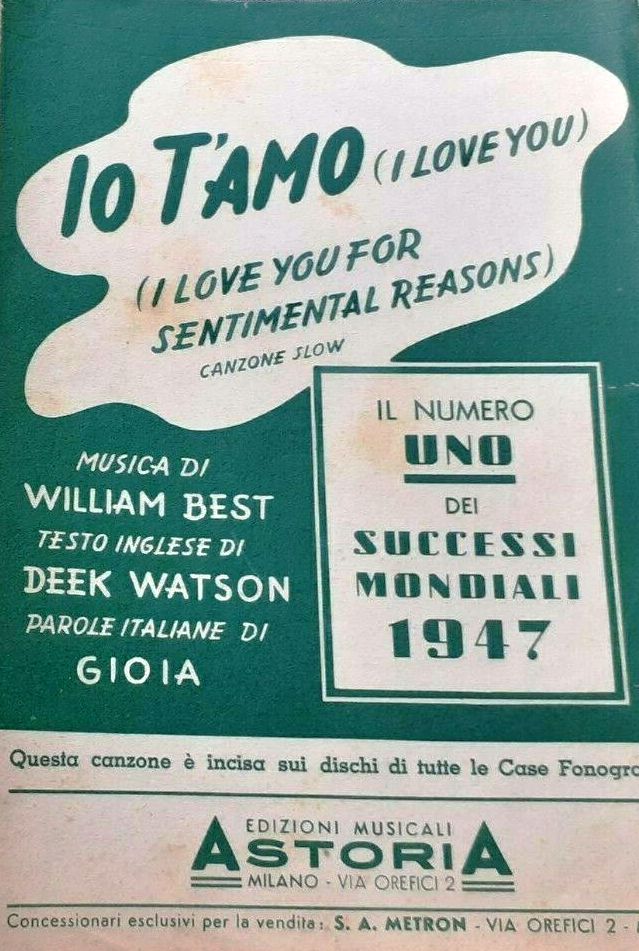 IO T'AMO (I LOVE YOU)
(I LOVE YOU FOR
SENTIMENTAL REASONS)
CANZONE SLOW
MUSICA DI
WILLIAM BEST
TESTO INGLESE DI
DEEK WATSON
PAROLE ITALIANE DI
GIOIA
IL NUMERO
UNO
DEI
SUCCESSI
MONDIALI
1947
Questa canzone è incisa sui dischi di tutte le Case Fonogra
EDIZIONI MUSICALI
ASTORIA
MILANO - VIA OREFICI 2
Concessionari esclusivi per la vendita: S. A. METRON - VIA OREFICI 2 -